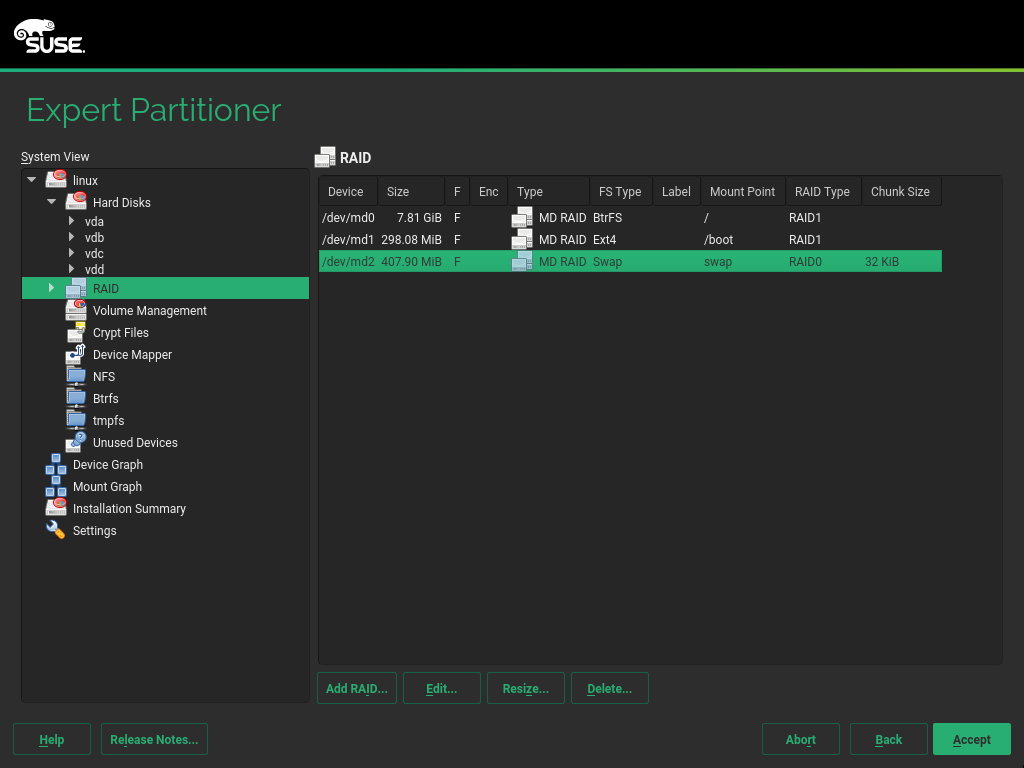 SUSE.
Expert Partitioner
System View
linux
Hard Disks
vda
vdb
vdc
vdd
RAID
Volume Management
Crypt Files
Device Mapper
NFS
Btrfs
tmpfs
Unused Devices
Device Graph
Mount Graph
Installation Summary
Settings
RAID
Device Size F Enc Type FS Type Label Mount Point RAID Type Chunk Size
/dev/md0 7.81 GiB F MD RAID BtrFS / RAID1
/dev/md1 298.08 MiB F MD RAID Ext4 /boot RAID1
/dev/md2 407.90 MiB F MD RAID Swap swap RAID0 32 KiB
Add RAID... Edit... Resize... Delete...
Help Release Notes... Abort Back Accept